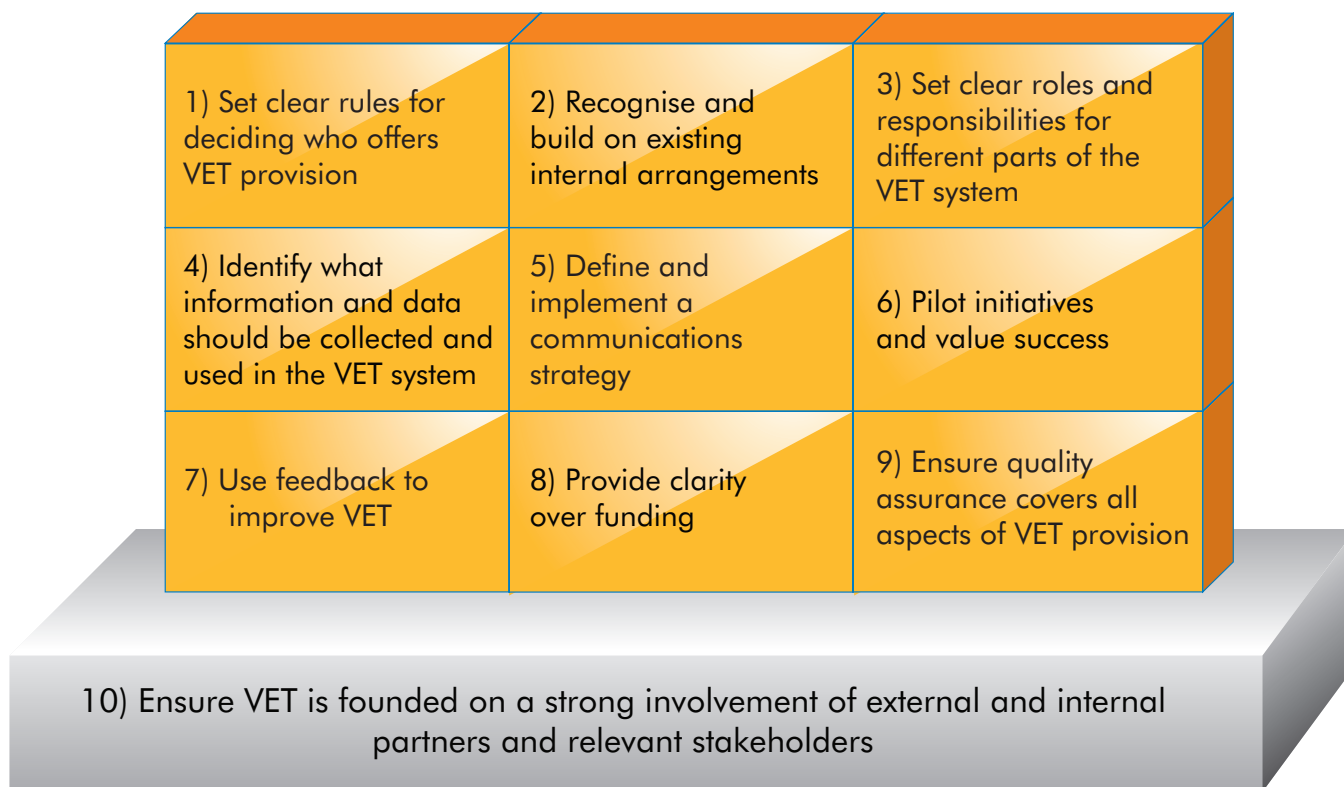 1) Set clear rules for
deciding who offers
VET provision
2) Recognise and
build on existing
internal arrangements
3) Set clear roles and
responsibilities for
different parts of the
VET system
4) Identify what
information and data
should be collected and
used in the VET system
5) Define and
implement a
communications
strategy
6) Pilot initiatives
and value success
7) Use feedback to
improve VET
8) Provide clarity
over funding
9) Ensure quality
assurance covers all
aspects of VET provision
10) Ensure VET is founded on a strong involvement of external and internal
partners and relevant stakeholders